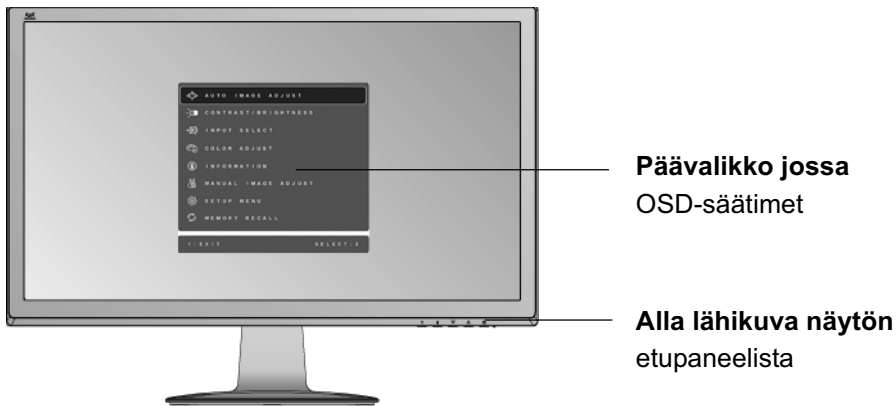 AUTO IMAGE ADJUST
CONTRAST/BRIGHTNESS
INPUT SELECT
COLOR ADJUST
INFORMATION
MANUAL IMAGE ADJUST
SETUP MENU
MEMORY RECALL
1:EXIT SELECT:2
Päävalikko jossa
OSD-säätimet
Alla lähikuva näytön
etupaneelista